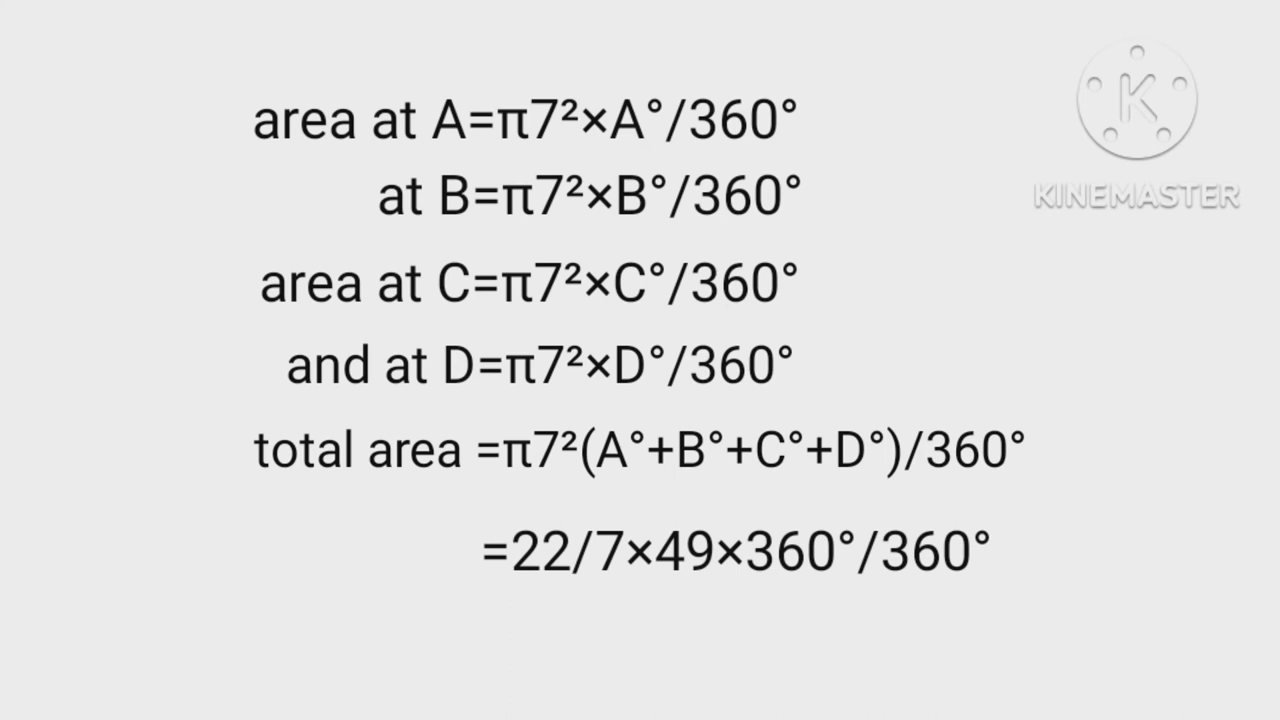 area at A=π7²×A°/360°
at B=π7²×B°/360°
area at C=π7²×C°/360°
and at D=π7²×D°/360°
total area =π7²(A°+B°+C°+D°)/360°
=22/7×49×360°/360°
K
KINEMASTER